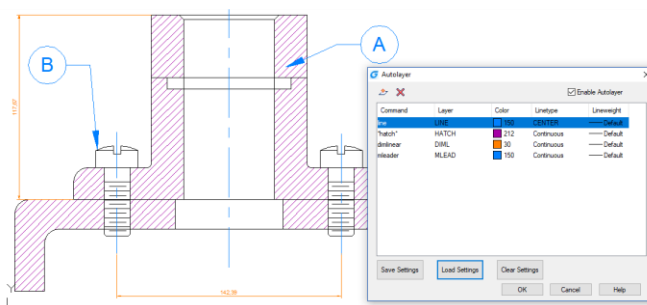 A
B
142,39
Y
Autolayer
Enable Autolayer
Command Layer Color Linetype Lineweight
line LINE 150 CENTER Default
"hatch" HATCH 212 Continuous Default
dimlinear DIML 30 Continuous Default
mleader MLEAD 150 Continuous Default
Save Settings Load Settings Clear Settings
OK Cancel Help